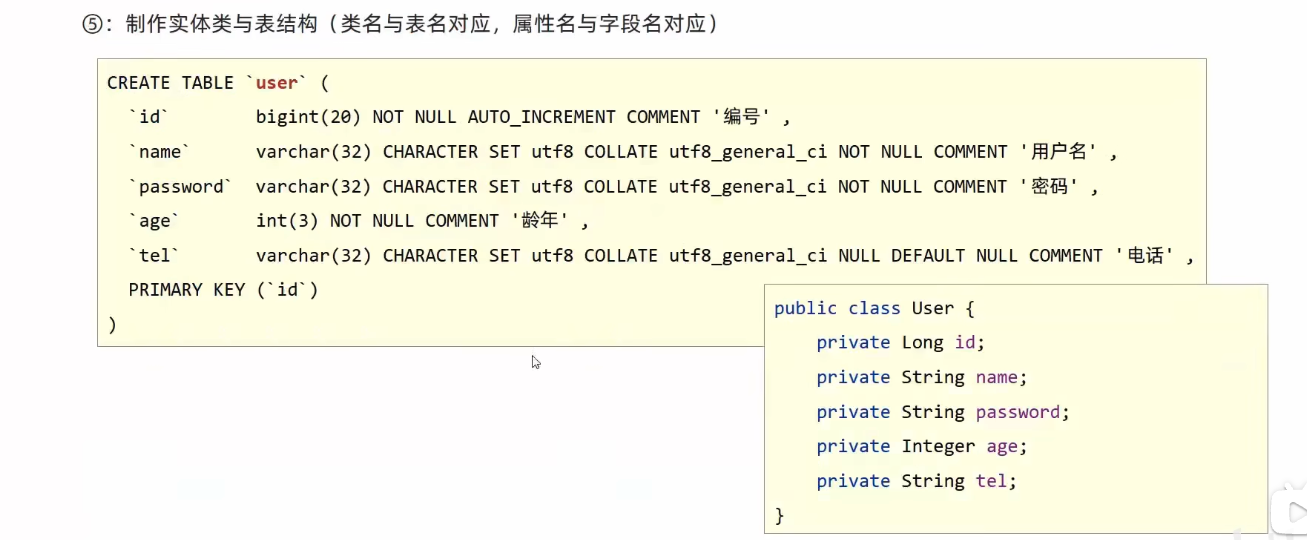 ⑤：制作实体类与表结构（类名与表名对应，属性名与字段名对应）
CREATE TABLE `user` (
`id` bigint(20) NOT NULL AUTO_INCREMENT COMMENT '编号' ,
`name` varchar(32) CHARACTER SET utf8 COLLATE utf8_general_ci NOT NULL COMMENT '用户名' ,
`password` varchar(32) CHARACTER SET utf8 COLLATE utf8_general_ci NOT NULL COMMENT '密码' ,
`age` int(3) NOT NULL COMMENT '龄年' ,
`tel` varchar(32) CHARACTER SET utf8 COLLATE utf8_general_ci NULL DEFAULT NULL COMMENT '电话' ,
PRIMARY KEY (`id`)
)
public class User {
private Long id;
private String name;
private String password;
private Integer age;
private String tel;
}